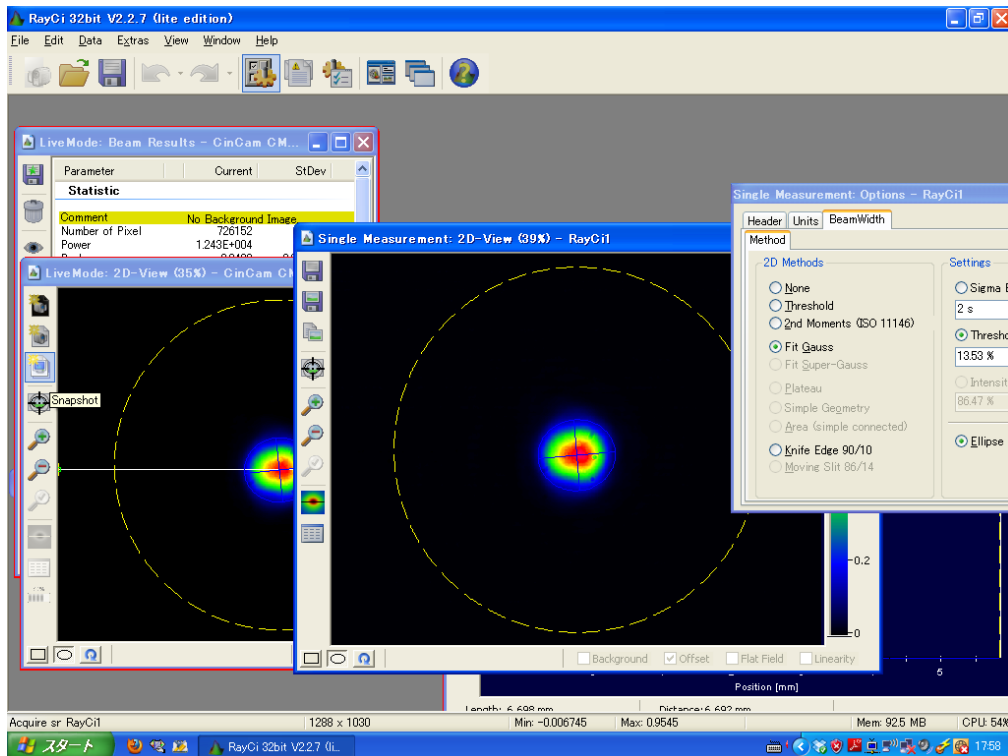 RayCi 32bit V2.2.7 (lite edition)
File Edit Data Extras View Window Help
LiveMode: Beam Results - CinCam CM...
Parameter Current StDev
Statistic
Comment No Background Image
Number of Pixel 726152
Power 1.243E+004
LiveMode: 2D-View (35%) - CinCam CM
Snapshot
Single Measurement: 2D-View (39%) - RayCi1
0.2
0
Background Offset Flat Field Linearity
Single Measurement: Options - RayCi1
Header Units BeamWidth
Method
2D Methods
None
Threshold
2nd Moments (ISO 11146)
Fit Gauss
Fit Super-Gauss
Plateau
Simple Geometry
Area (simple connected)
Knife Edge 90/10
Moving Slit 86/14
Settings
Sigma E
2 s
Thresho
13.53 %
Intensit
86.47 %
Ellipse
5
Position [mm]
Length: 6.698 mm Distance: 6.692 mm
Acquire sr RayCi1 1288 x 1030 Min: -0.006745 Max: 0.9545 Mem: 92.5 MB CPU: 54%
スタート RayCi 32bit V2.2.7 (li... 17:58